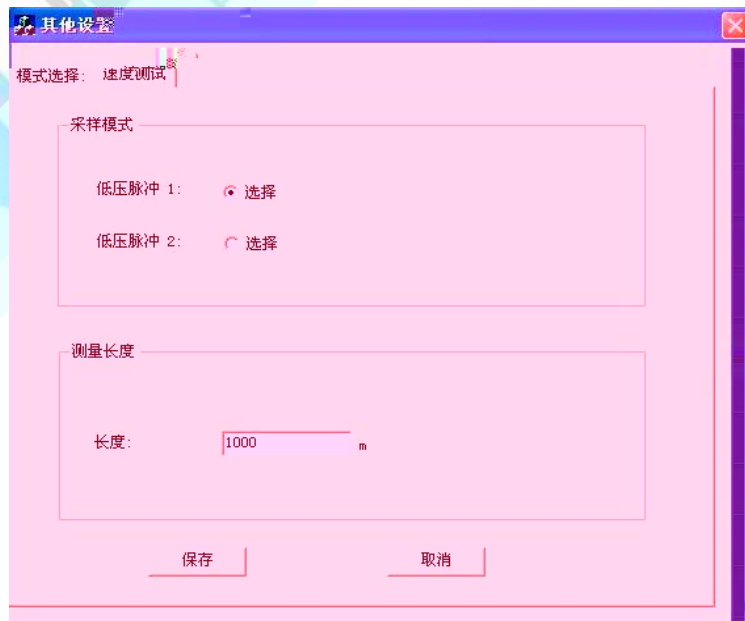 其他设置
模式选择: 速度测试
采样模式
低压脉冲 1: 选择
低压脉冲 2: 选择
测量长度
长度: 1000 m
保存 取消